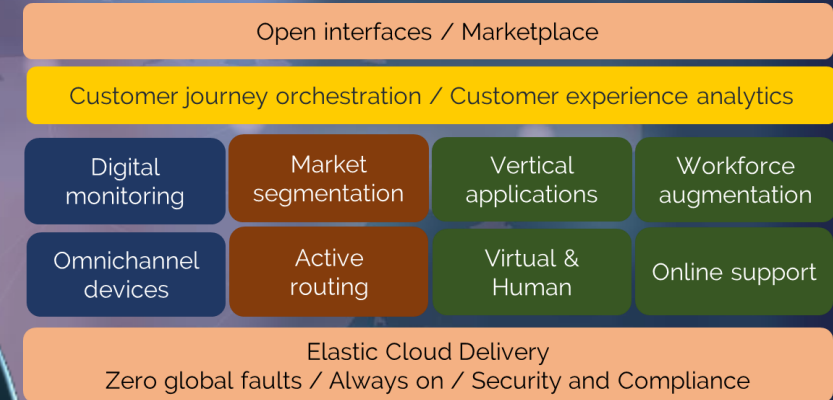 Open interfaces / Marketplace
Customer journey orchestration / Customer experience analytics
Digital
monitoring
Market
segmentation
Vertical
applications
Workforce
augmentation
Omnichannel
devices
Active
routing
Virtual &
Human
Online support
Elastic Cloud Delivery
Zero global faults / Always on / Security and Compliance